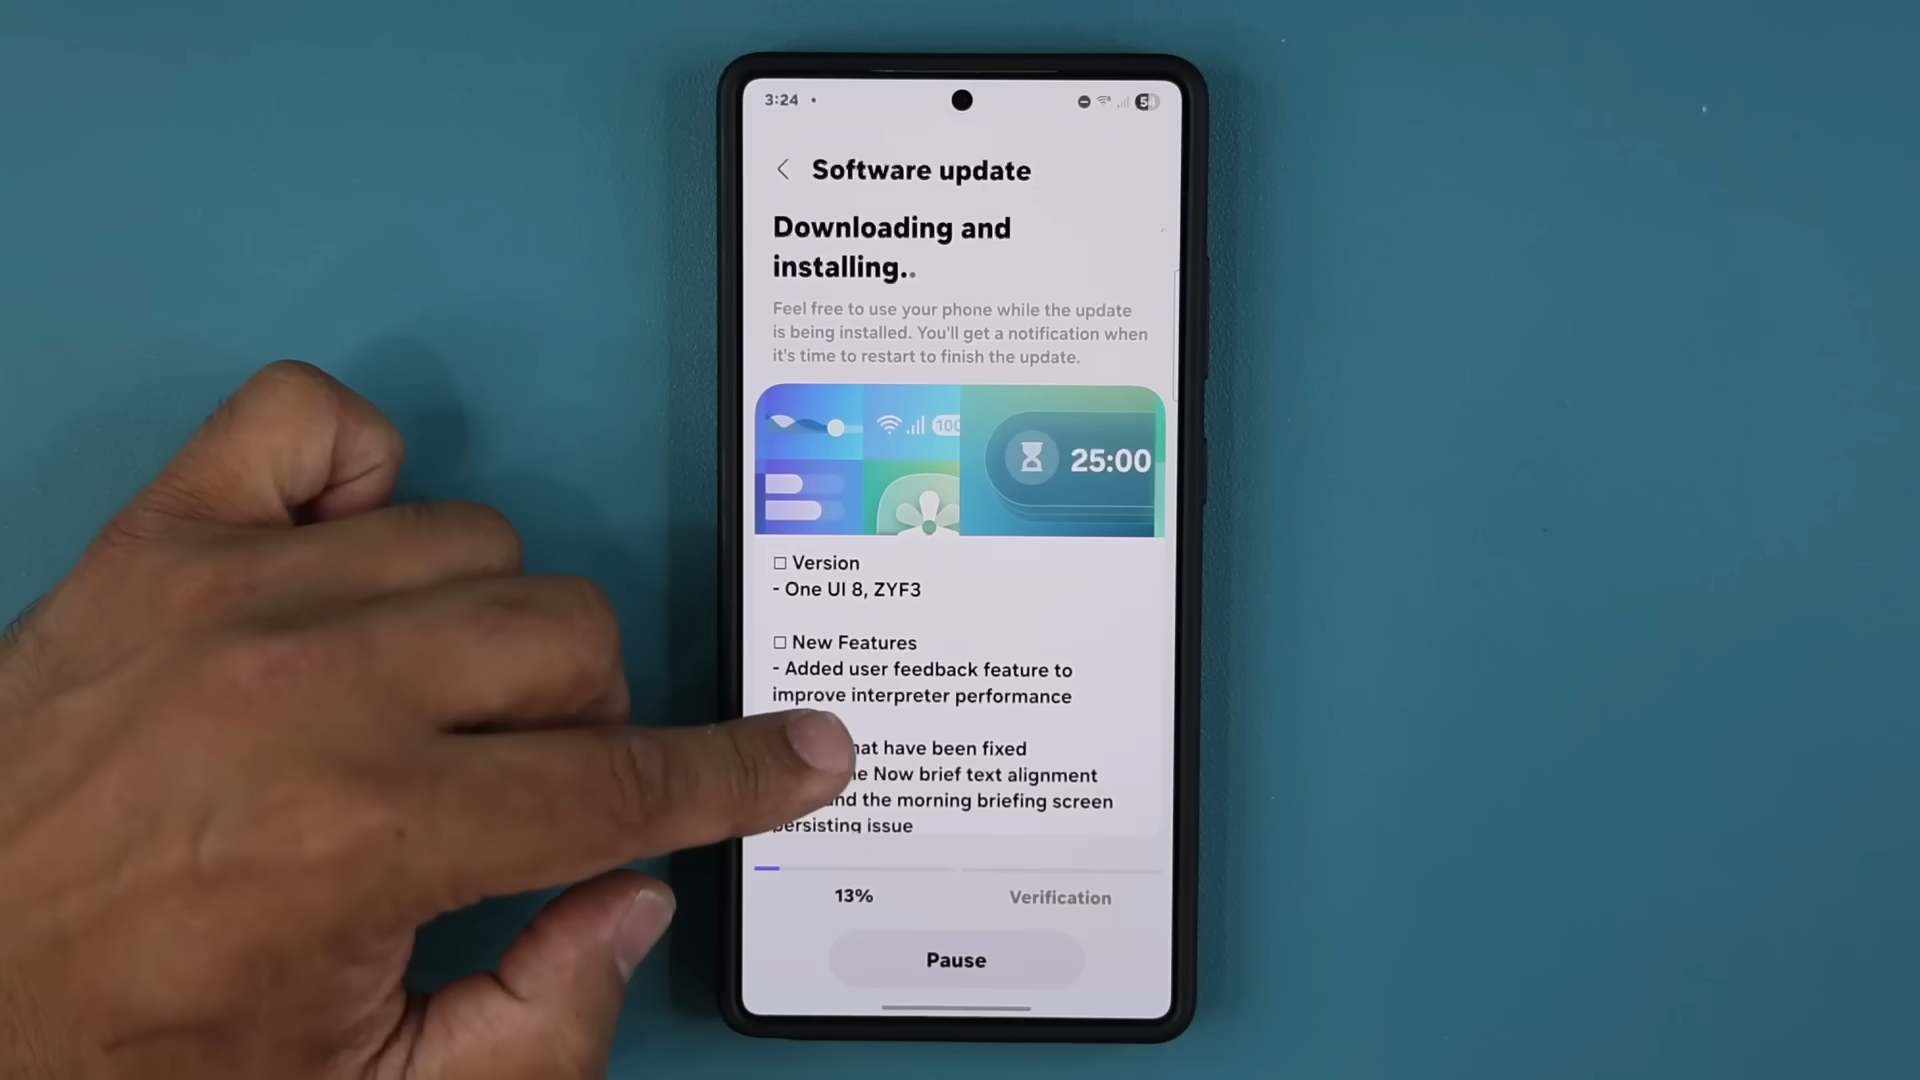 3:24
54
Software update
Downloading and
installing..
Feel free to use your phone while the update
is being installed. You'll get a notification when
it's time to restart to finish the update.
100
25:00
□ Version
- One UI 8, ZYF3
□ New Features
- Added user feedback feature to
improve interpreter performance
have been fixed
Now brief text alignment
and the morning briefing screen
persisting issue
13%
Verification
Pause